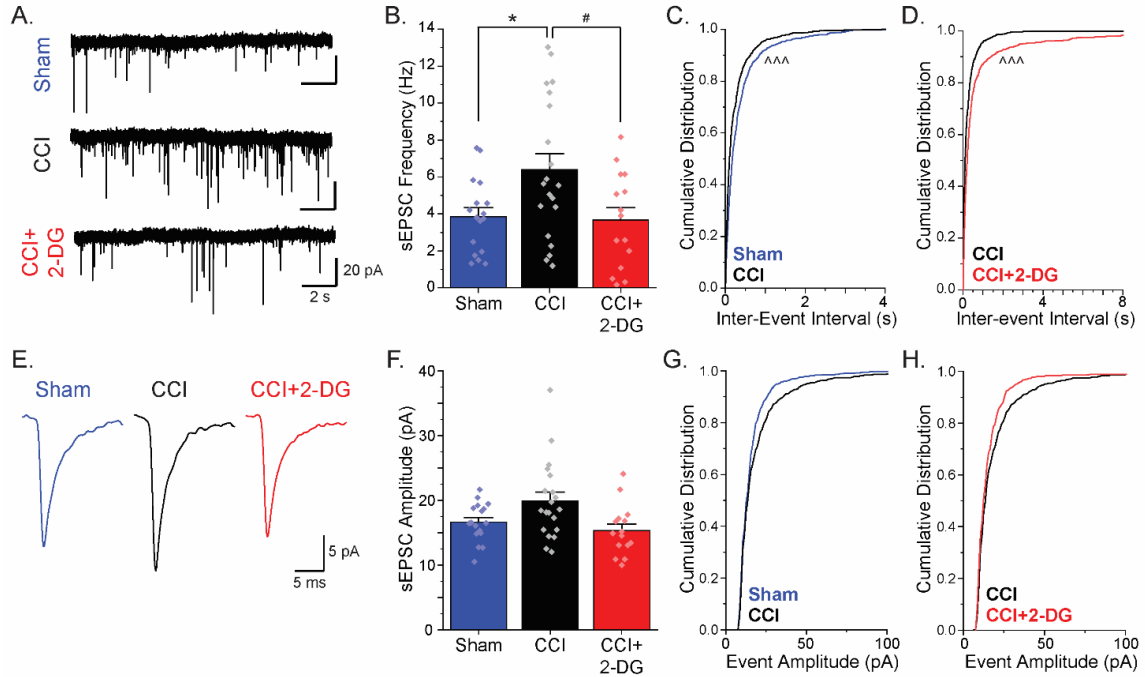 A.
Sham
CCI
CCI+
2-DG
20 pA
2 s
B.
*
#
sEPSC Frequency (Hz)
14
12
10
8
6
4
2
0
Sham
CCI
CCI+
2-DG
C.
Cumulative Distribution
1.0
0.8
0.6
0.4
0.2
0.0
^^^
Sham
CCI
0
2
4
Inter-Event Interval (s)
D.
Cumulative Distribution
1.0
0.8
0.6
0.4
0.2
0.0
^^^
CCI
CCI+2-DG
0
4
8
Inter-event Interval (s)
E.
Sham
CCI
CCI+2-DG
5 pA
5 ms
F.
sEPSC Amplitude (pA)
40
30
20
10
0
Sham
CCI
CCI+
2-DG
G.
Cumulative Distribution
1.0
0.8
0.6
0.4
0.2
0.0
Sham
CCI
0
50
100
Event Amplitude (pA)
H.
Cumulative Distribution
1.0
0.8
0.6
0.4
0.2
0.0
CCI
CCI+2-DG
0
50
100
Event Amplitude (pA)